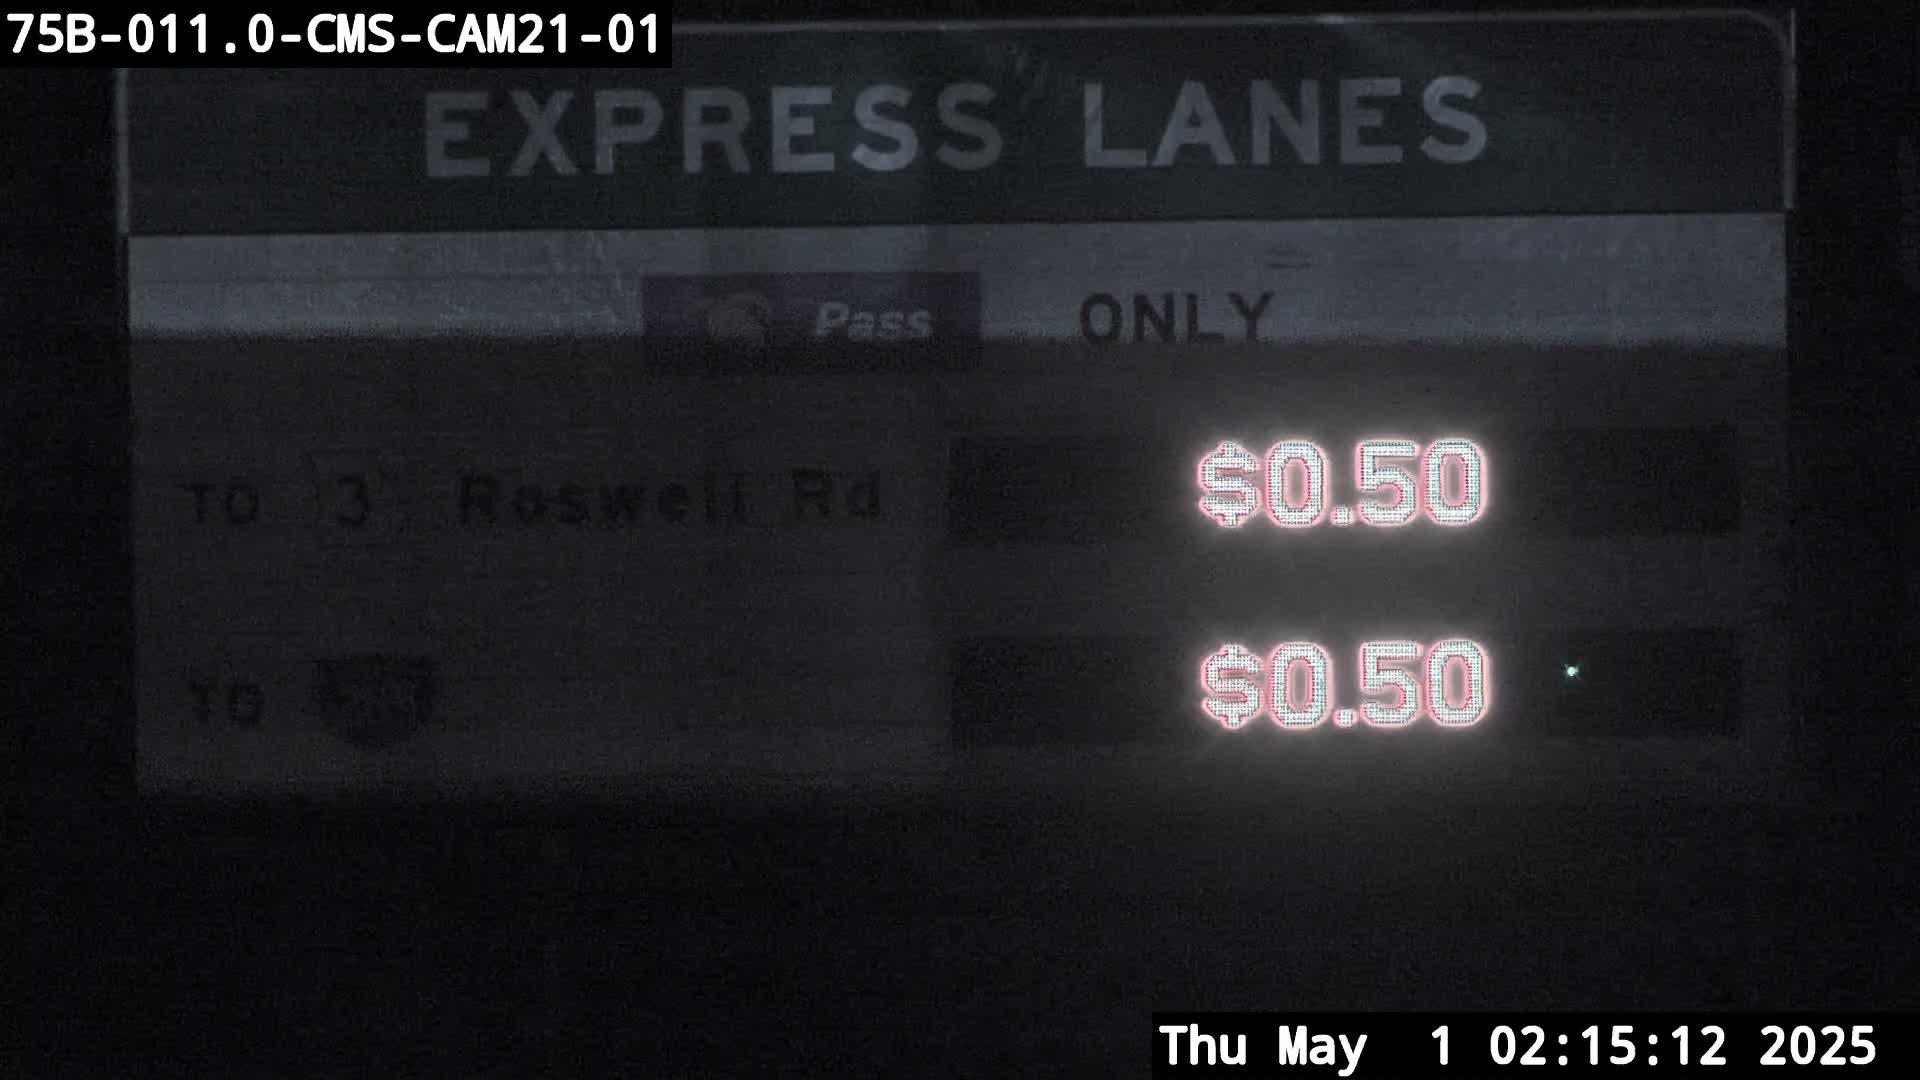 75B-011.0-CMS-CAM21-01
EXPRESS LANES
Pass ONLY
TO 3 Roswell Rd $0.50
TO $0.50
Thu May 1 02:15:12 2025